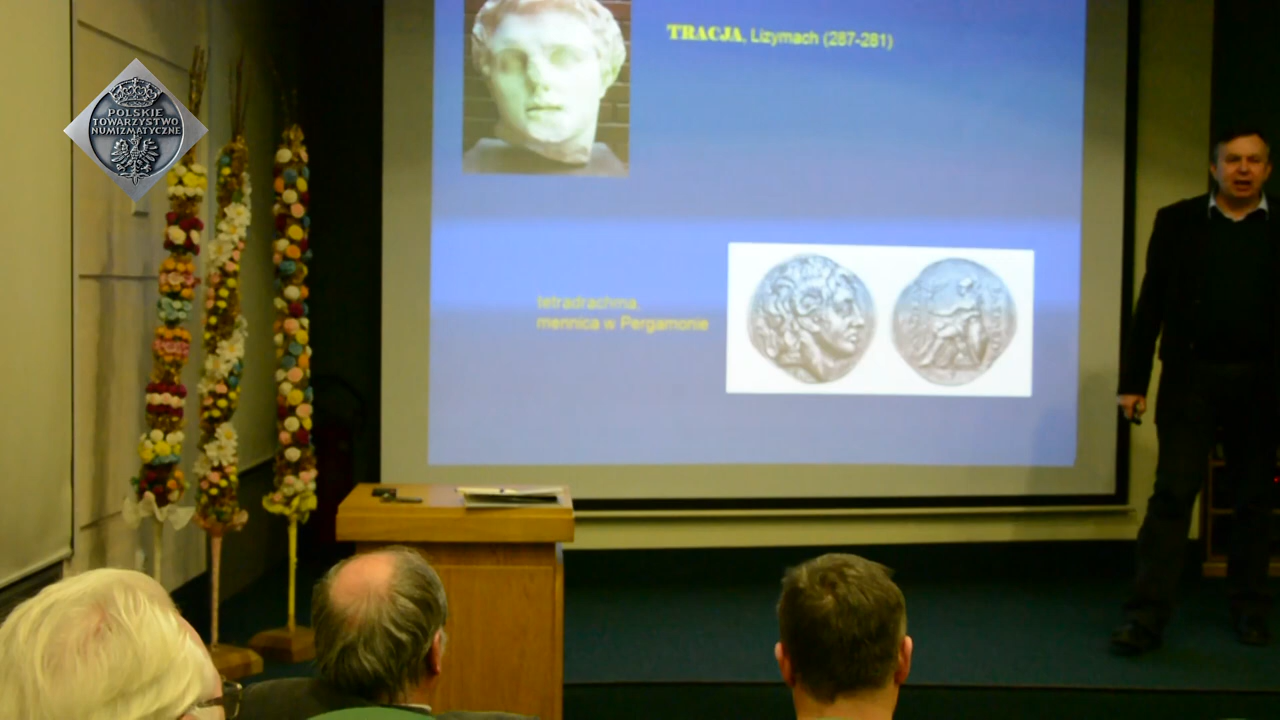 POLSKIE
TOWARZYSTWO
NUMIZMATYCZNE
TRACJA, Lizymach (287-281)
tetradrachma,
mennica w Pergamonie